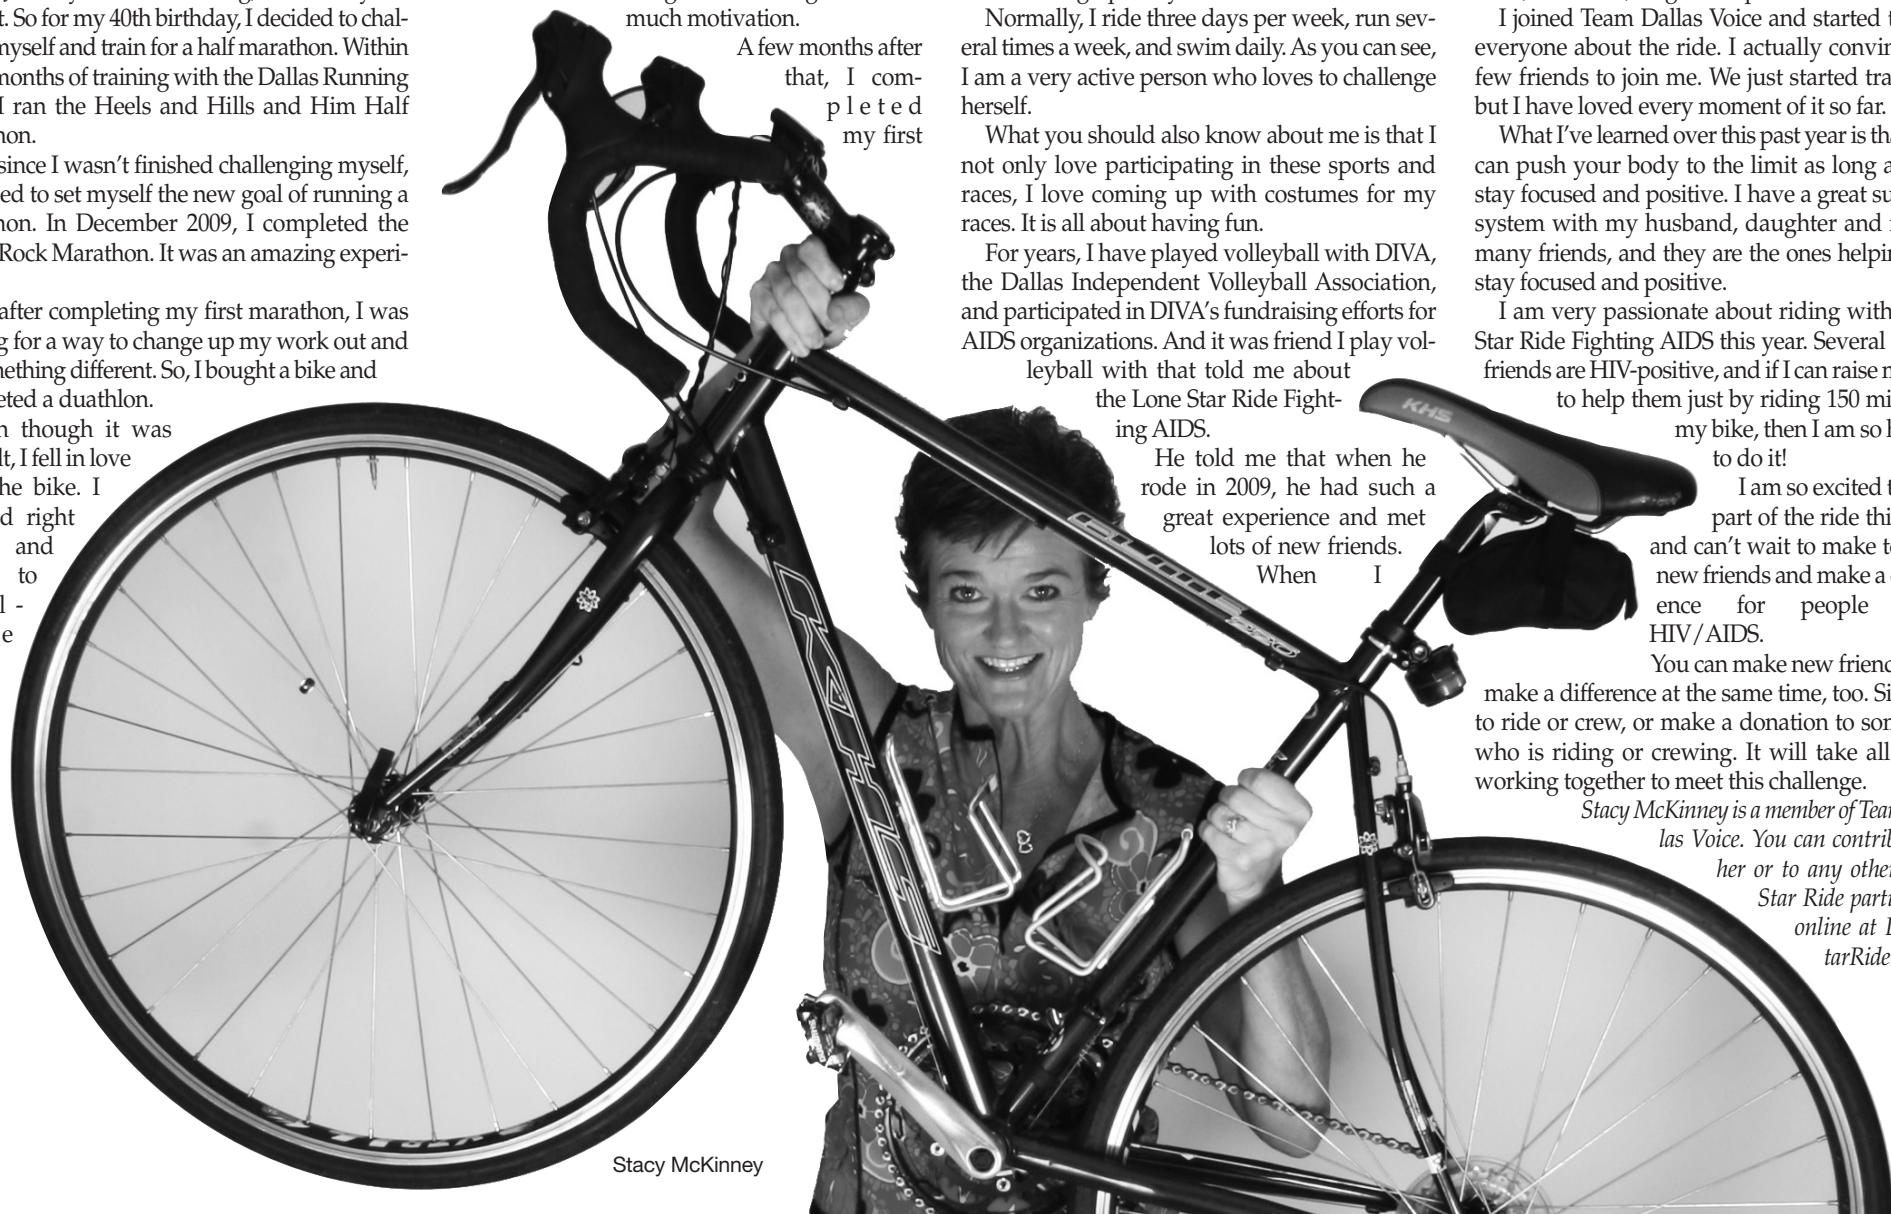 t. So for my 40th birthday, I decided to chal-
myself and train for a half marathon. Within
months of training with the Dallas Running
I ran the Heels and Hills and Him Half
hon.
since I wasn't finished challenging myself,
ed to set myself the new goal of running a
hon. In December 2009, I completed the
Rock Marathon. It was an amazing experi-
after completing my first marathon, I was
g for a way to change up my work out and
mething different. So, I bought a bike and
eted a duathlon.
n though it was
lt, I fell in love
he bike. I
d right
and
to
l -
e
much motivation.
A few months after
that, I com-
pleted
my first
Normally, I ride three days per week, run sev-
eral times a week, and swim daily. As you can see,
I am a very active person who loves to challenge
herself.
What you should also know about me is that I
not only love participating in these sports and
races, I love coming up with costumes for my
races. It is all about having fun.
For years, I have played volleyball with DIVA,
the Dallas Independent Volleyball Association,
and participated in DIVA's fundraising efforts for
AIDS organizations. And it was friend I play vol-
leyball with that told me about
the Lone Star Ride Fight-
ing AIDS.
He told me that when he
rode in 2009, he had such a
great experience and met
lots of new friends.
When I
I joined Team Dallas Voice and started t
everyone about the ride. I actually convin
few friends to join me. We just started tra
but I have loved every moment of it so far.
What I've learned over this past year is tha
can push your body to the limit as long a
stay focused and positive. I have a great su
system with my husband, daughter and
many friends, and they are the ones helpin
stay focused and positive.
I am very passionate about riding with
Star Ride Fighting AIDS this year. Several
friends are HIV-positive, and if I can raise m
to help them just by riding 150 mi
my bike, then I am so h
to do it!
I am so excited t
part of the ride thi
and can't wait to make t
new friends and make a
ence for people
HIV/AIDS.
You can make new friend
make a difference at the same time, too. Si
to ride or crew, or make a donation to som
who is riding or crewing. It will take all
working together to meet this challenge.
Stacy McKinney is a member of Team
las Voice. You can contrib
her or to any other
Star Ride parti
online at L
tarRide.
KHS
KHS
Stacy McKinney